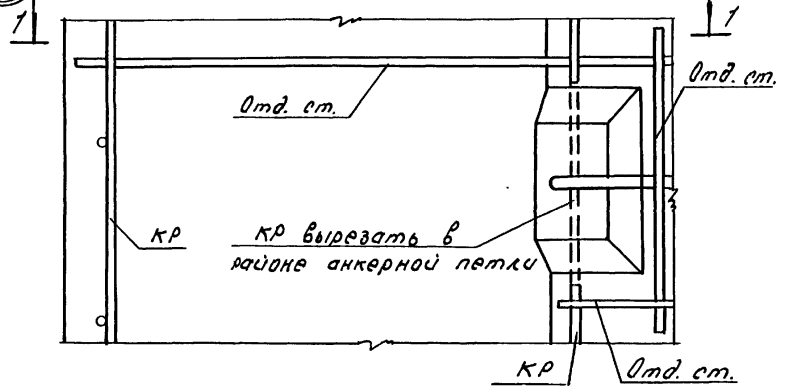 1 1
Отд. ст.
Отд. ст.
КР
КР вырезать в
районе анкерной петли
КР
Отд. ст.